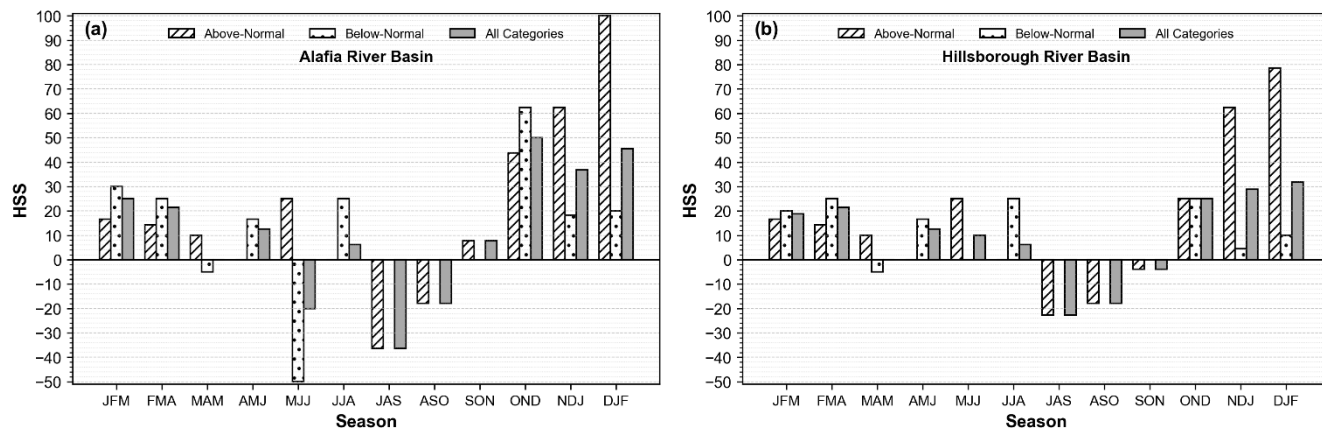 (a)
Above-Normal Below-Normal All Categories
Alafia River Basin
HSS
100
90
80
70
60
50
40
30
20
10
0
−10
−20
−30
−40
−50
JFM FMA MAM AMJ MJJ JJA JAS ASO SON OND NDJ DJF
Season
(b)
Above-Normal Below-Normal All Categories
Hillsborough River Basin
HSS
100
90
80
70
60
50
40
30
20
10
0
−10
−20
−30
−40
−50
JFM FMA MAM AMJ MJJ JJA JAS ASO SON OND NDJ DJF
Season